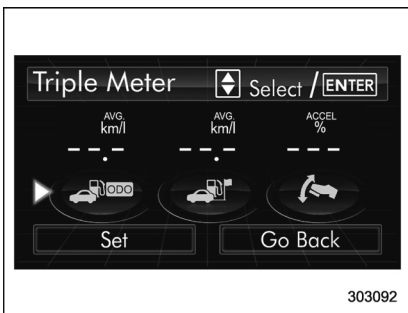 Triple Meter Select / ENTER
AVG. AVG. ACCEL
km/l km/l %
--.- --.- ---
ODO
Set Go Back
303092